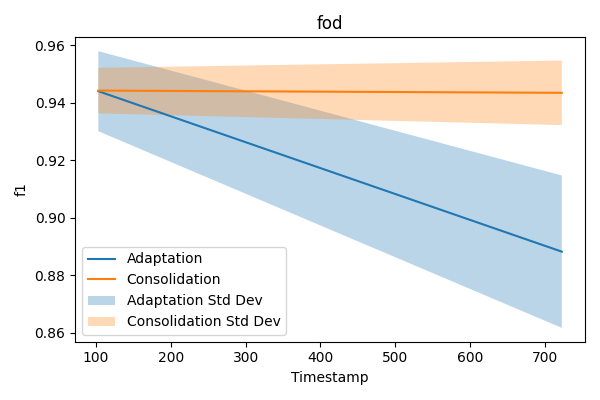 fod
0.96
0.94
0.92
0.90
0.88
0.86
f1
Adaptation
Consolidation
Adaptation Std Dev
Consolidation Std Dev
100 200 300 400 500 600 700
Timestamp